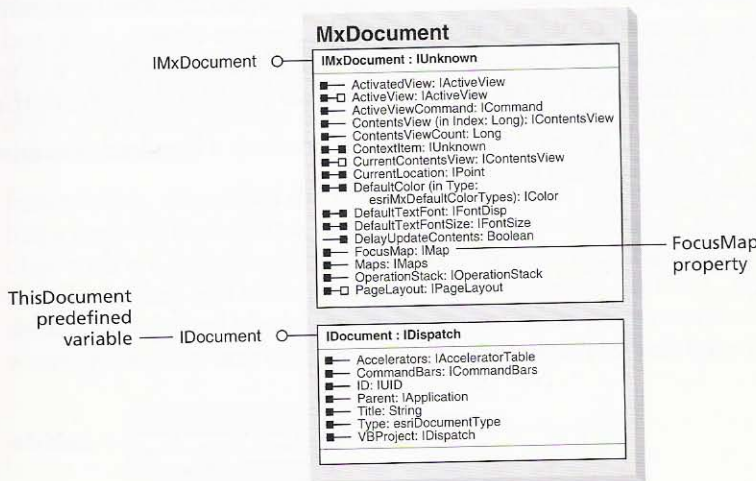 MxDocument
IMxDocument
IMxDocument : IUnknown
ActivatedView: IActiveView
ActiveView: IActiveView
ActiveViewCommand: ICommand
ContentsView (in Index: Long): IContentsView
ContentsViewCount: Long
ContextItem: IUnknown
CurrentContentsView: IContentsView
CurrentLocation: IPoint
DefaultColor (in Type:
esriMxDefaultColorTypes): IColor
DefaultTextFont: IFontDisp
DefaultTextFontSize: IFontSize
DelayUpdateContents: Boolean
FocusMap: IMap
Maps: IMaps
OperationStack: IOperationStack
PageLayout: IPageLayout
FocusMap
property
ThisDocument
predefined
variable
IDocument
IDocument : IDispatch
Accelerators: IAcceleratorTable
CommandBars: ICommandBars
ID: IUID
Parent: IApplication
Title: String
Type: esriDocumentType
VBProject: IDispatch